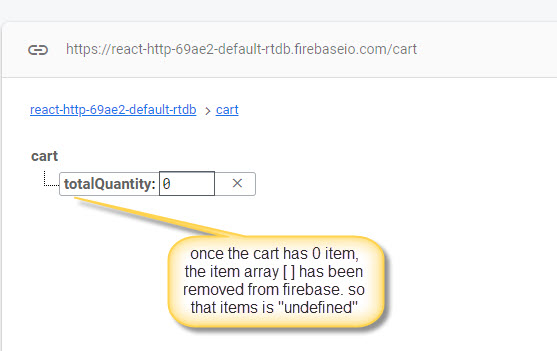 https://react-http-69ae2-default-rtdb.firebaseio.com/cart
react-http-69ae2-default-rtdb > cart
cart
totalQuantity: 0 ×
once the cart has 0 item,
the item array [ ] has been
removed from firebase. so
that items is "undefined"